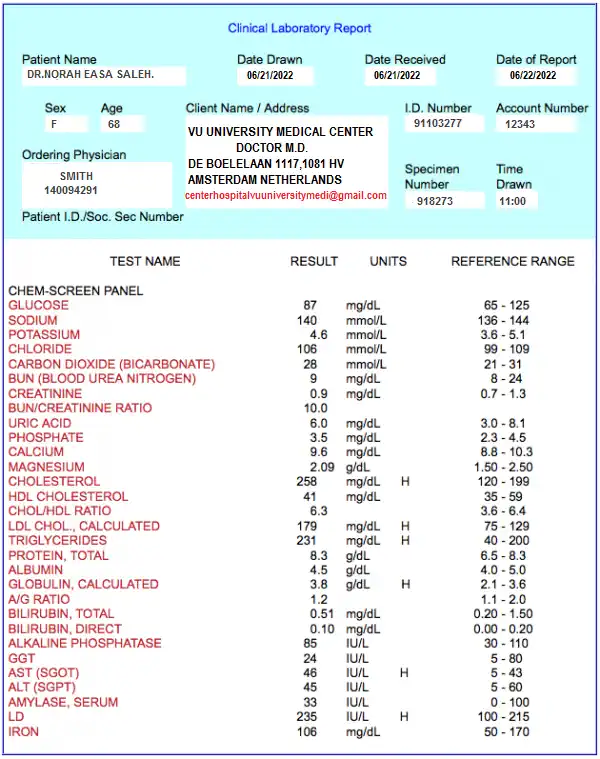 Clinical Laboratory Report
Patient Name Date Drawn Date Received Date of Report
DR.NORAH EASA SALEH. 06/21/2022 06/21/2022 06/22/2022
Sex Age Client Name / Address I.D. Number Account Number
F 68 91103277 12343
VU UNIVERSITY MEDICAL CENTER
DOCTOR M.D.
DE BOELELAAN 1117,1081 HV
AMSTERDAM NETHERLANDS
centerhospitalvuuniversitymedi@gmail.com
Ordering Physician
SMITH
140094291
Patient I.D./Soc. Sec Number
Specimen Number Time Drawn
918273 11:00
TEST NAME RESULT UNITS REFERENCE RANGE
CHEM-SCREEN PANEL
GLUCOSE 87 mg/dL 65 - 125
SODIUM 140 mmol/L 136 - 144
POTASSIUM 4.6 mmol/L 3.6 - 5.1
CHLORIDE 106 mmol/L 99 - 109
CARBON DIOXIDE (BICARBONATE) 28 mmol/L 21 - 31
BUN (BLOOD UREA NITROGEN) 9 mg/dL 8 - 24
CREATININE 0.9 mg/dL 0.7 - 1.3
BUN/CREATININE RATIO 10.0
URIC ACID 6.0 mg/dL 3.0 - 8.1
PHOSPHATE 3.5 mg/dL 2.3 - 4.5
CALCIUM 9.6 mg/dL 8.8 - 10.3
MAGNESIUM 2.09 g/dL 1.50 - 2.50
CHOLESTEROL 258 mg/dL H 120 - 199
HDL CHOLESTEROL 41 mg/dL 35 - 59
CHOL/HDL RATIO 6.3 3.6 - 6.4
LDL CHOL., CALCULATED 179 mg/dL H 75 - 129
TRIGLYCERIDES 231 mg/dL H 40 - 200
PROTEIN, TOTAL 8.3 g/dL 6.5 - 8.3
ALBUMIN 4.5 g/dL 4.0 - 5.0
GLOBULIN, CALCULATED 3.8 g/dL H 2.1 - 3.6
A/G RATIO 1.2 1.1 - 2.0
BILIRUBIN, TOTAL 0.51 mg/dL 0.20 - 1.50
BILIRUBIN, DIRECT 0.10 mg/dL 0.00 - 0.20
ALKALINE PHOSPHATASE 85 IU/L 30 - 110
GGT 24 IU/L 5 - 80
AST (SGOT) 46 IU/L H 5 - 43
ALT (SGPT) 45 IU/L 5 - 60
AMYLASE, SERUM 33 IU/L 0 - 100
LD 235 IU/L H 100 - 215
IRON 106 mg/dL 50 - 170